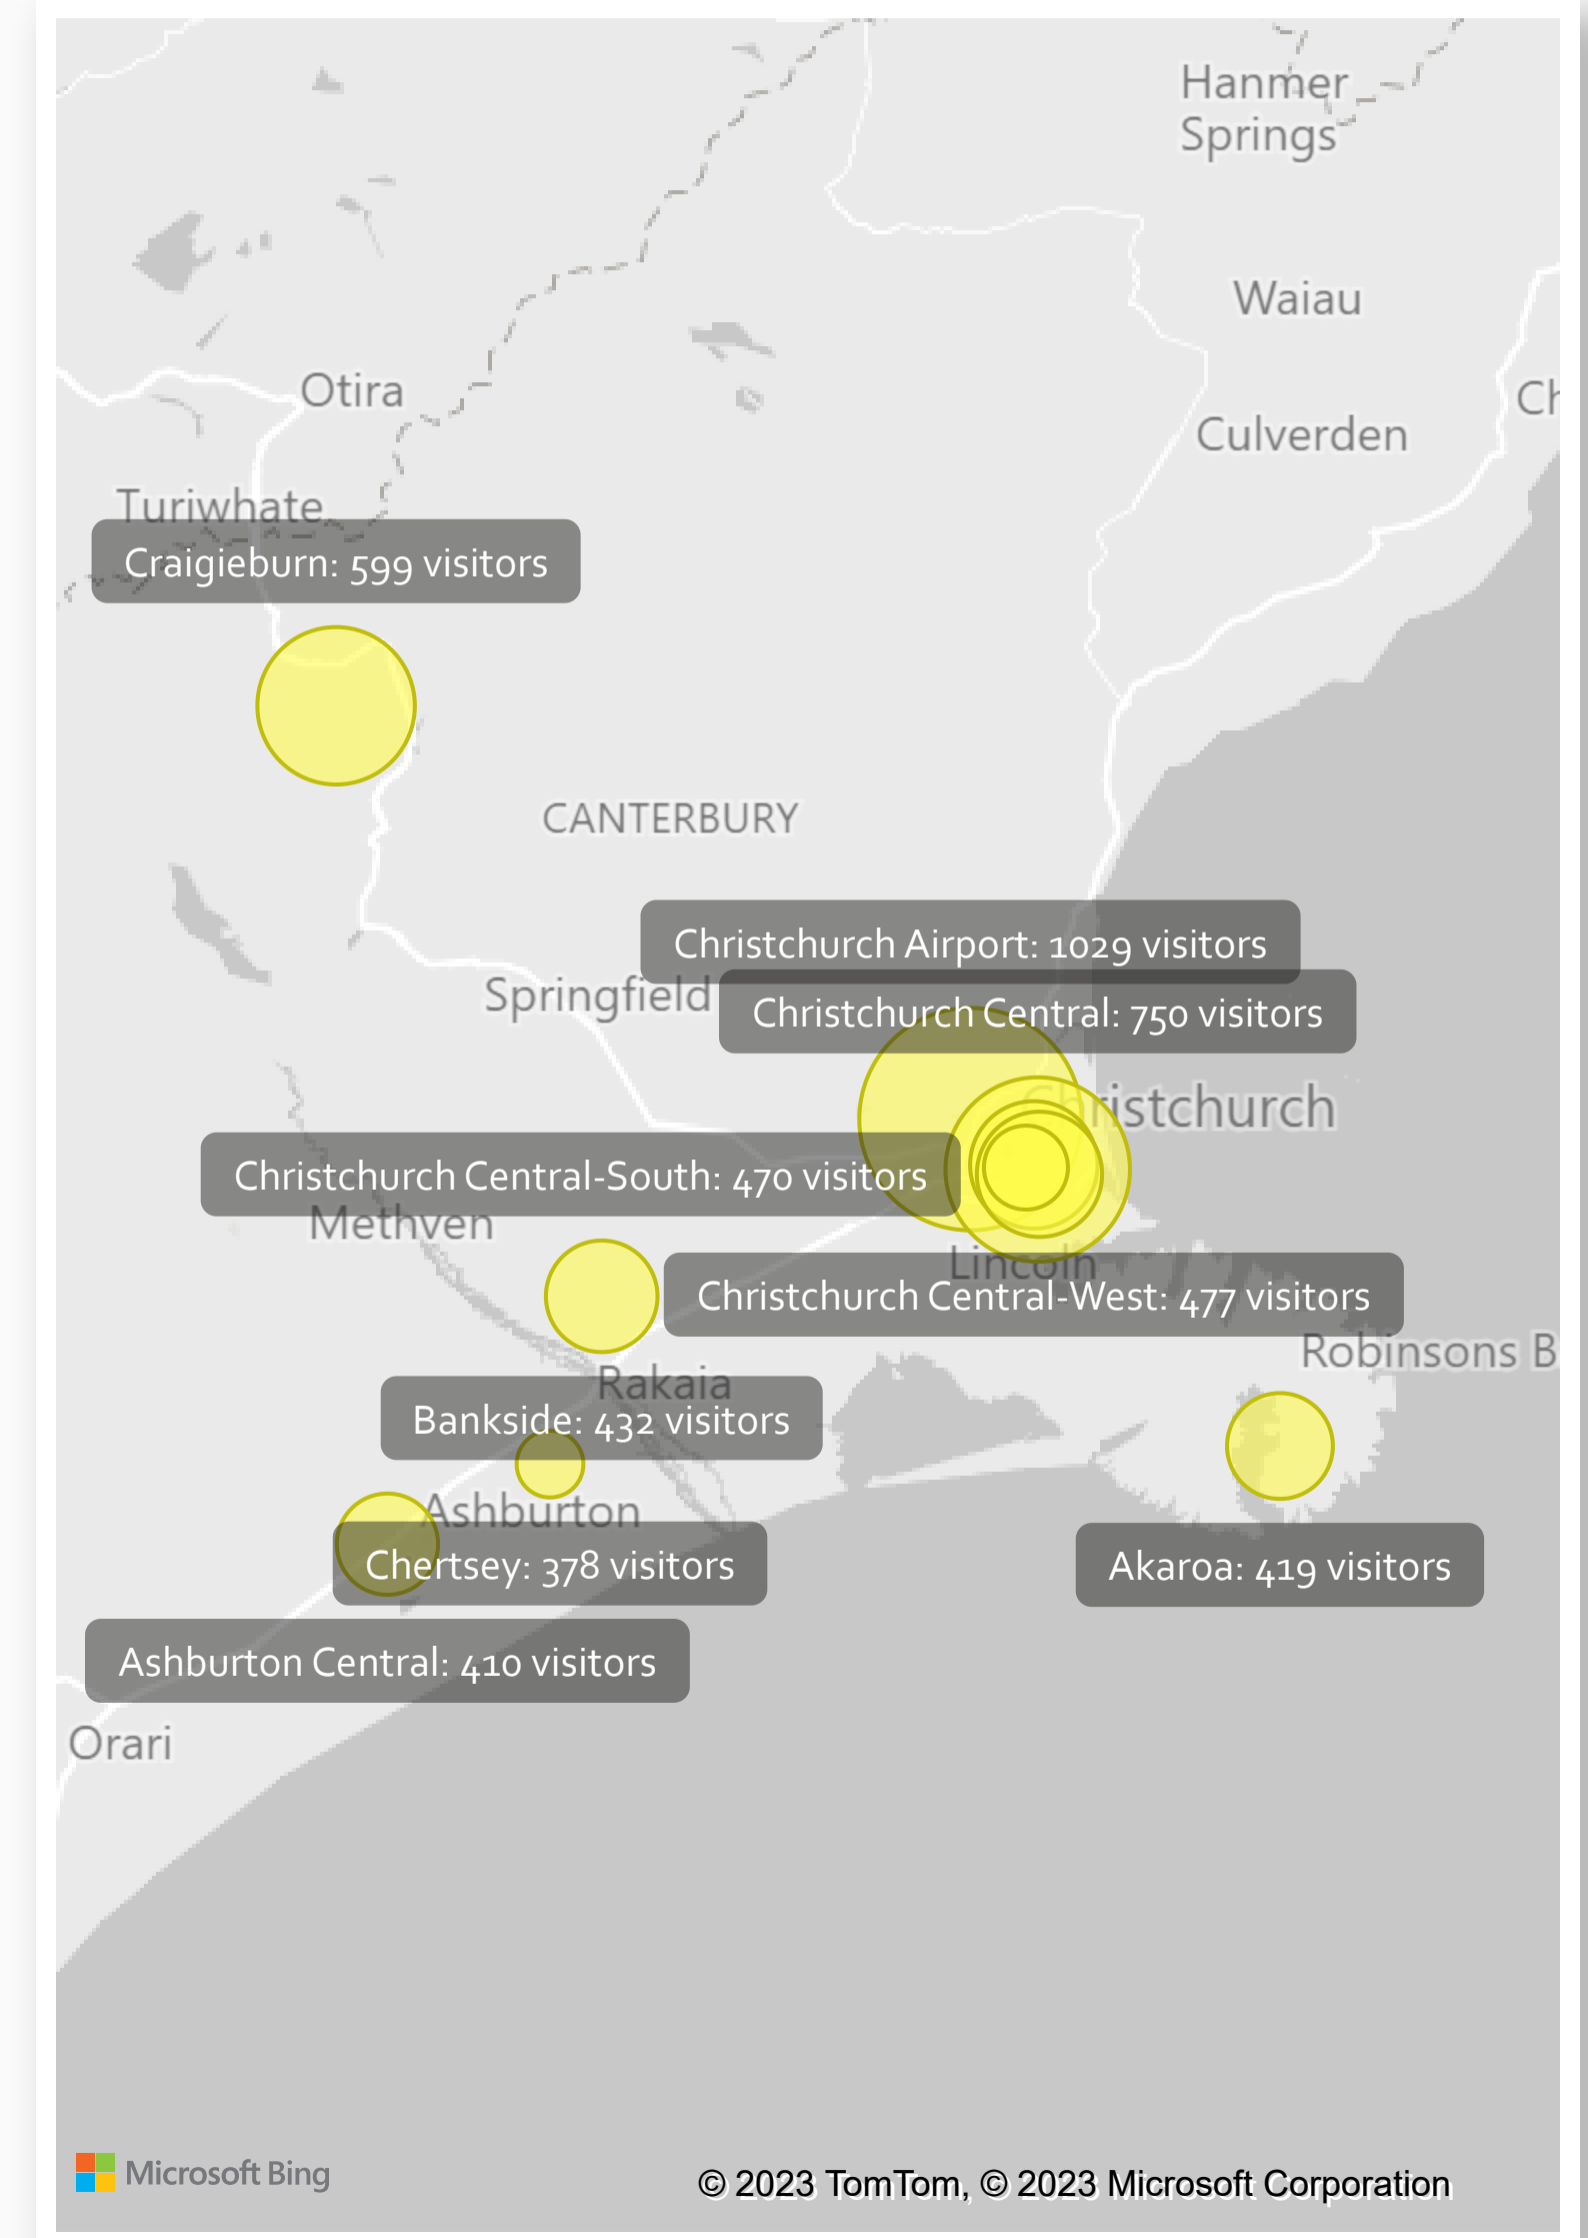 Hanmer
Springs
Waiau
Otira
Ch
Culverden
Turiwhate
Craigieburn: 599 visitors
CANTERBURY
Christchurch Airport: 1029 visitors
Springfield
Christchurch Central: 750 visitors
Christchurch
Christchurch Central-South: 470 visitors
Methven
Lincoln
Christchurch Central-West: 477 visitors
Robinsons B
Rakaia
Bankside: 432 visitors
Ashburton
Chertsey: 378 visitors
Akaroa: 419 visitors
Ashburton Central: 410 visitors
Orari
Microsoft Bing
© 2023 TomTom, © 2023 Microsoft Corporation